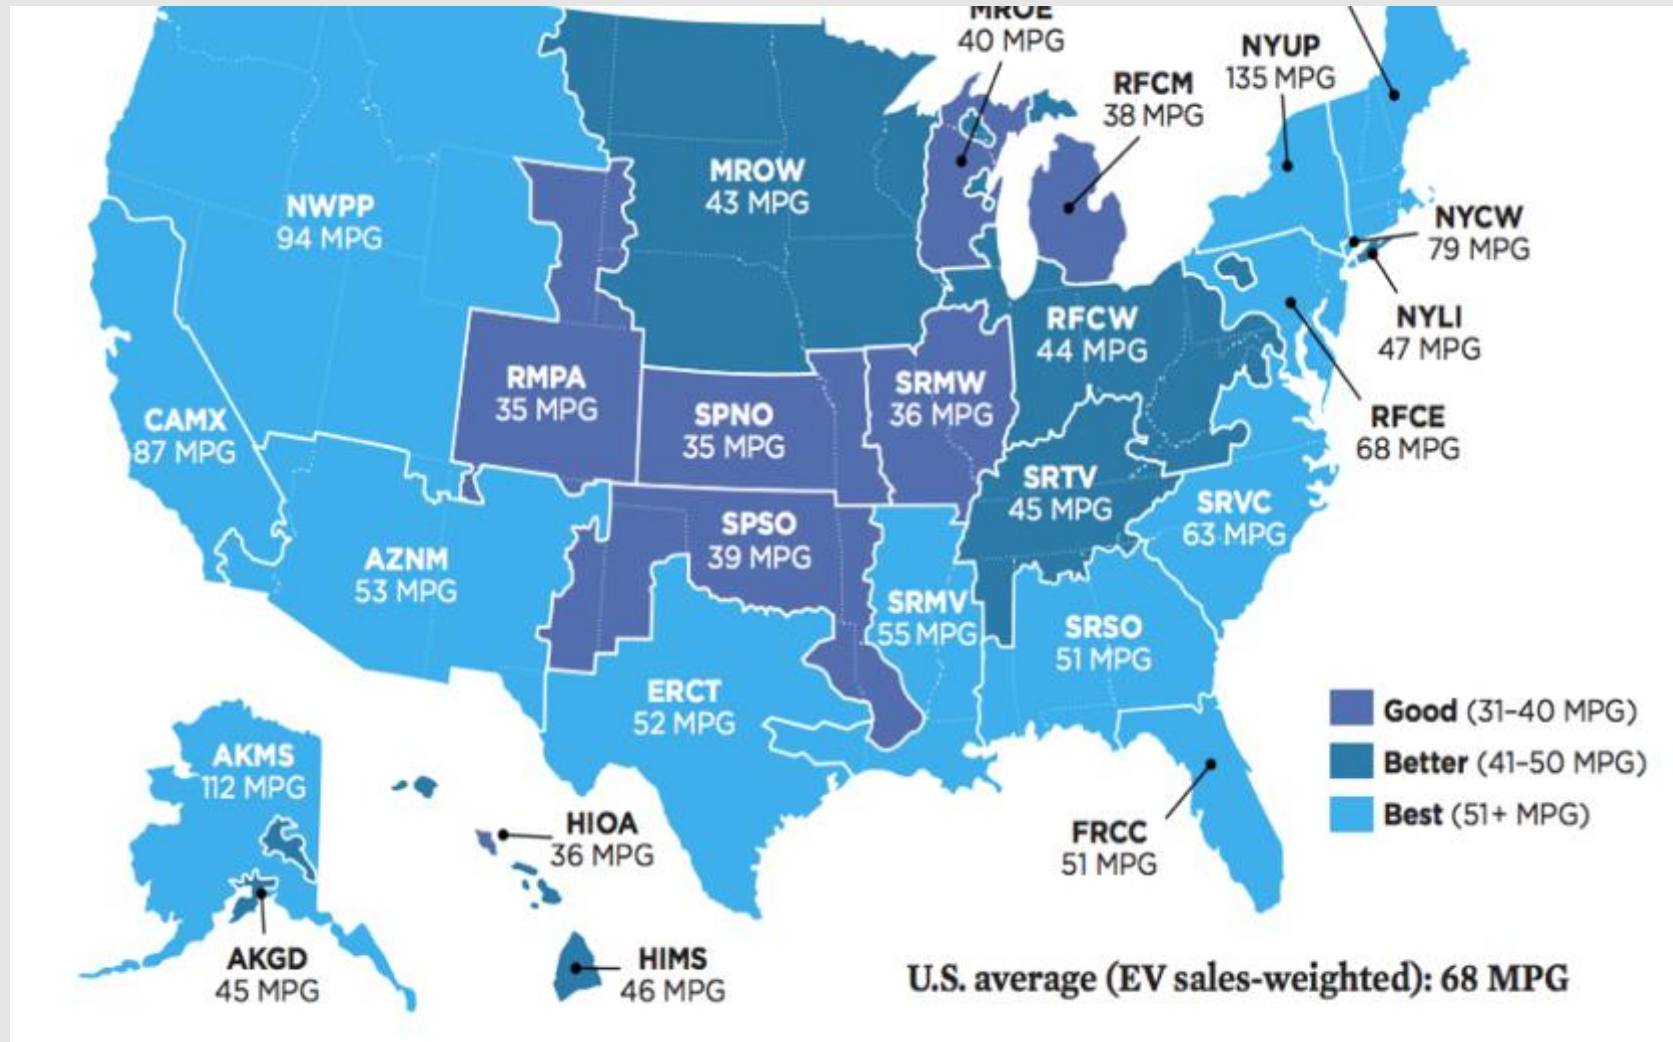 MROE
40 MPG
NYUP
135 MPG
RFCM
38 MPG
MROW
43 MPG
NWPP
94 MPG
NYCW
79 MPG
NYLI
47 MPG
RFCW
44 MPG
RMPA
35 MPG
SRMW
36 MPG
SPNO
35 MPG
CAMX
87 MPG
RFCE
68 MPG
SRTV
45 MPG
SRVC
63 MPG
SPSO
39 MPG
AZNM
53 MPG
SRMV
55 MPG
SRSO
51 MPG
ERCT
52 MPG
Good (31–40 MPG)
Better (41–50 MPG)
Best (51+ MPG)
AKMS
112 MPG
HIOA
36 MPG
FRCC
51 MPG
AKGD
45 MPG
HIMS
46 MPG
U.S. average (EV sales-weighted): 68 MPG